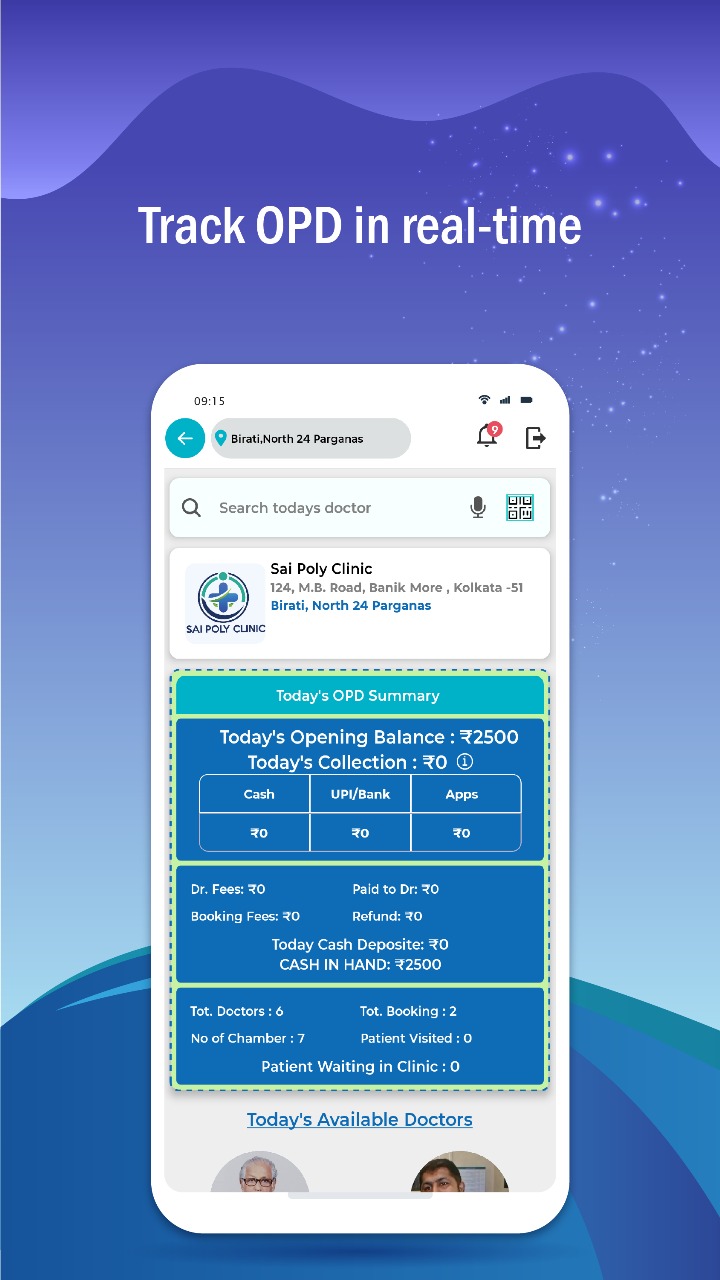 Track OPD in real-time
09:15
Birati,North 24 Parganas
9
Search todays doctor
Sai Poly Clinic
124, M.B. Road, Banik More , Kolkata -51
Birati, North 24 Parganas
SAI POLY CLINIC
Today's OPD Summary
Today's Opening Balance : ₹2500
Today's Collection : ₹0
Cash UPI/Bank Apps
₹0 ₹0 ₹0
Dr. Fees: ₹0 Paid to Dr: ₹0
Booking Fees: ₹0 Refund: ₹0
Today Cash Deposite: ₹0
CASH IN HAND: ₹2500
Tot. Doctors : 6 Tot. Booking : 2
No of Chamber : 7 Patient Visited : 0
Patient Waiting in Clinic : 0
Today's Available Doctors